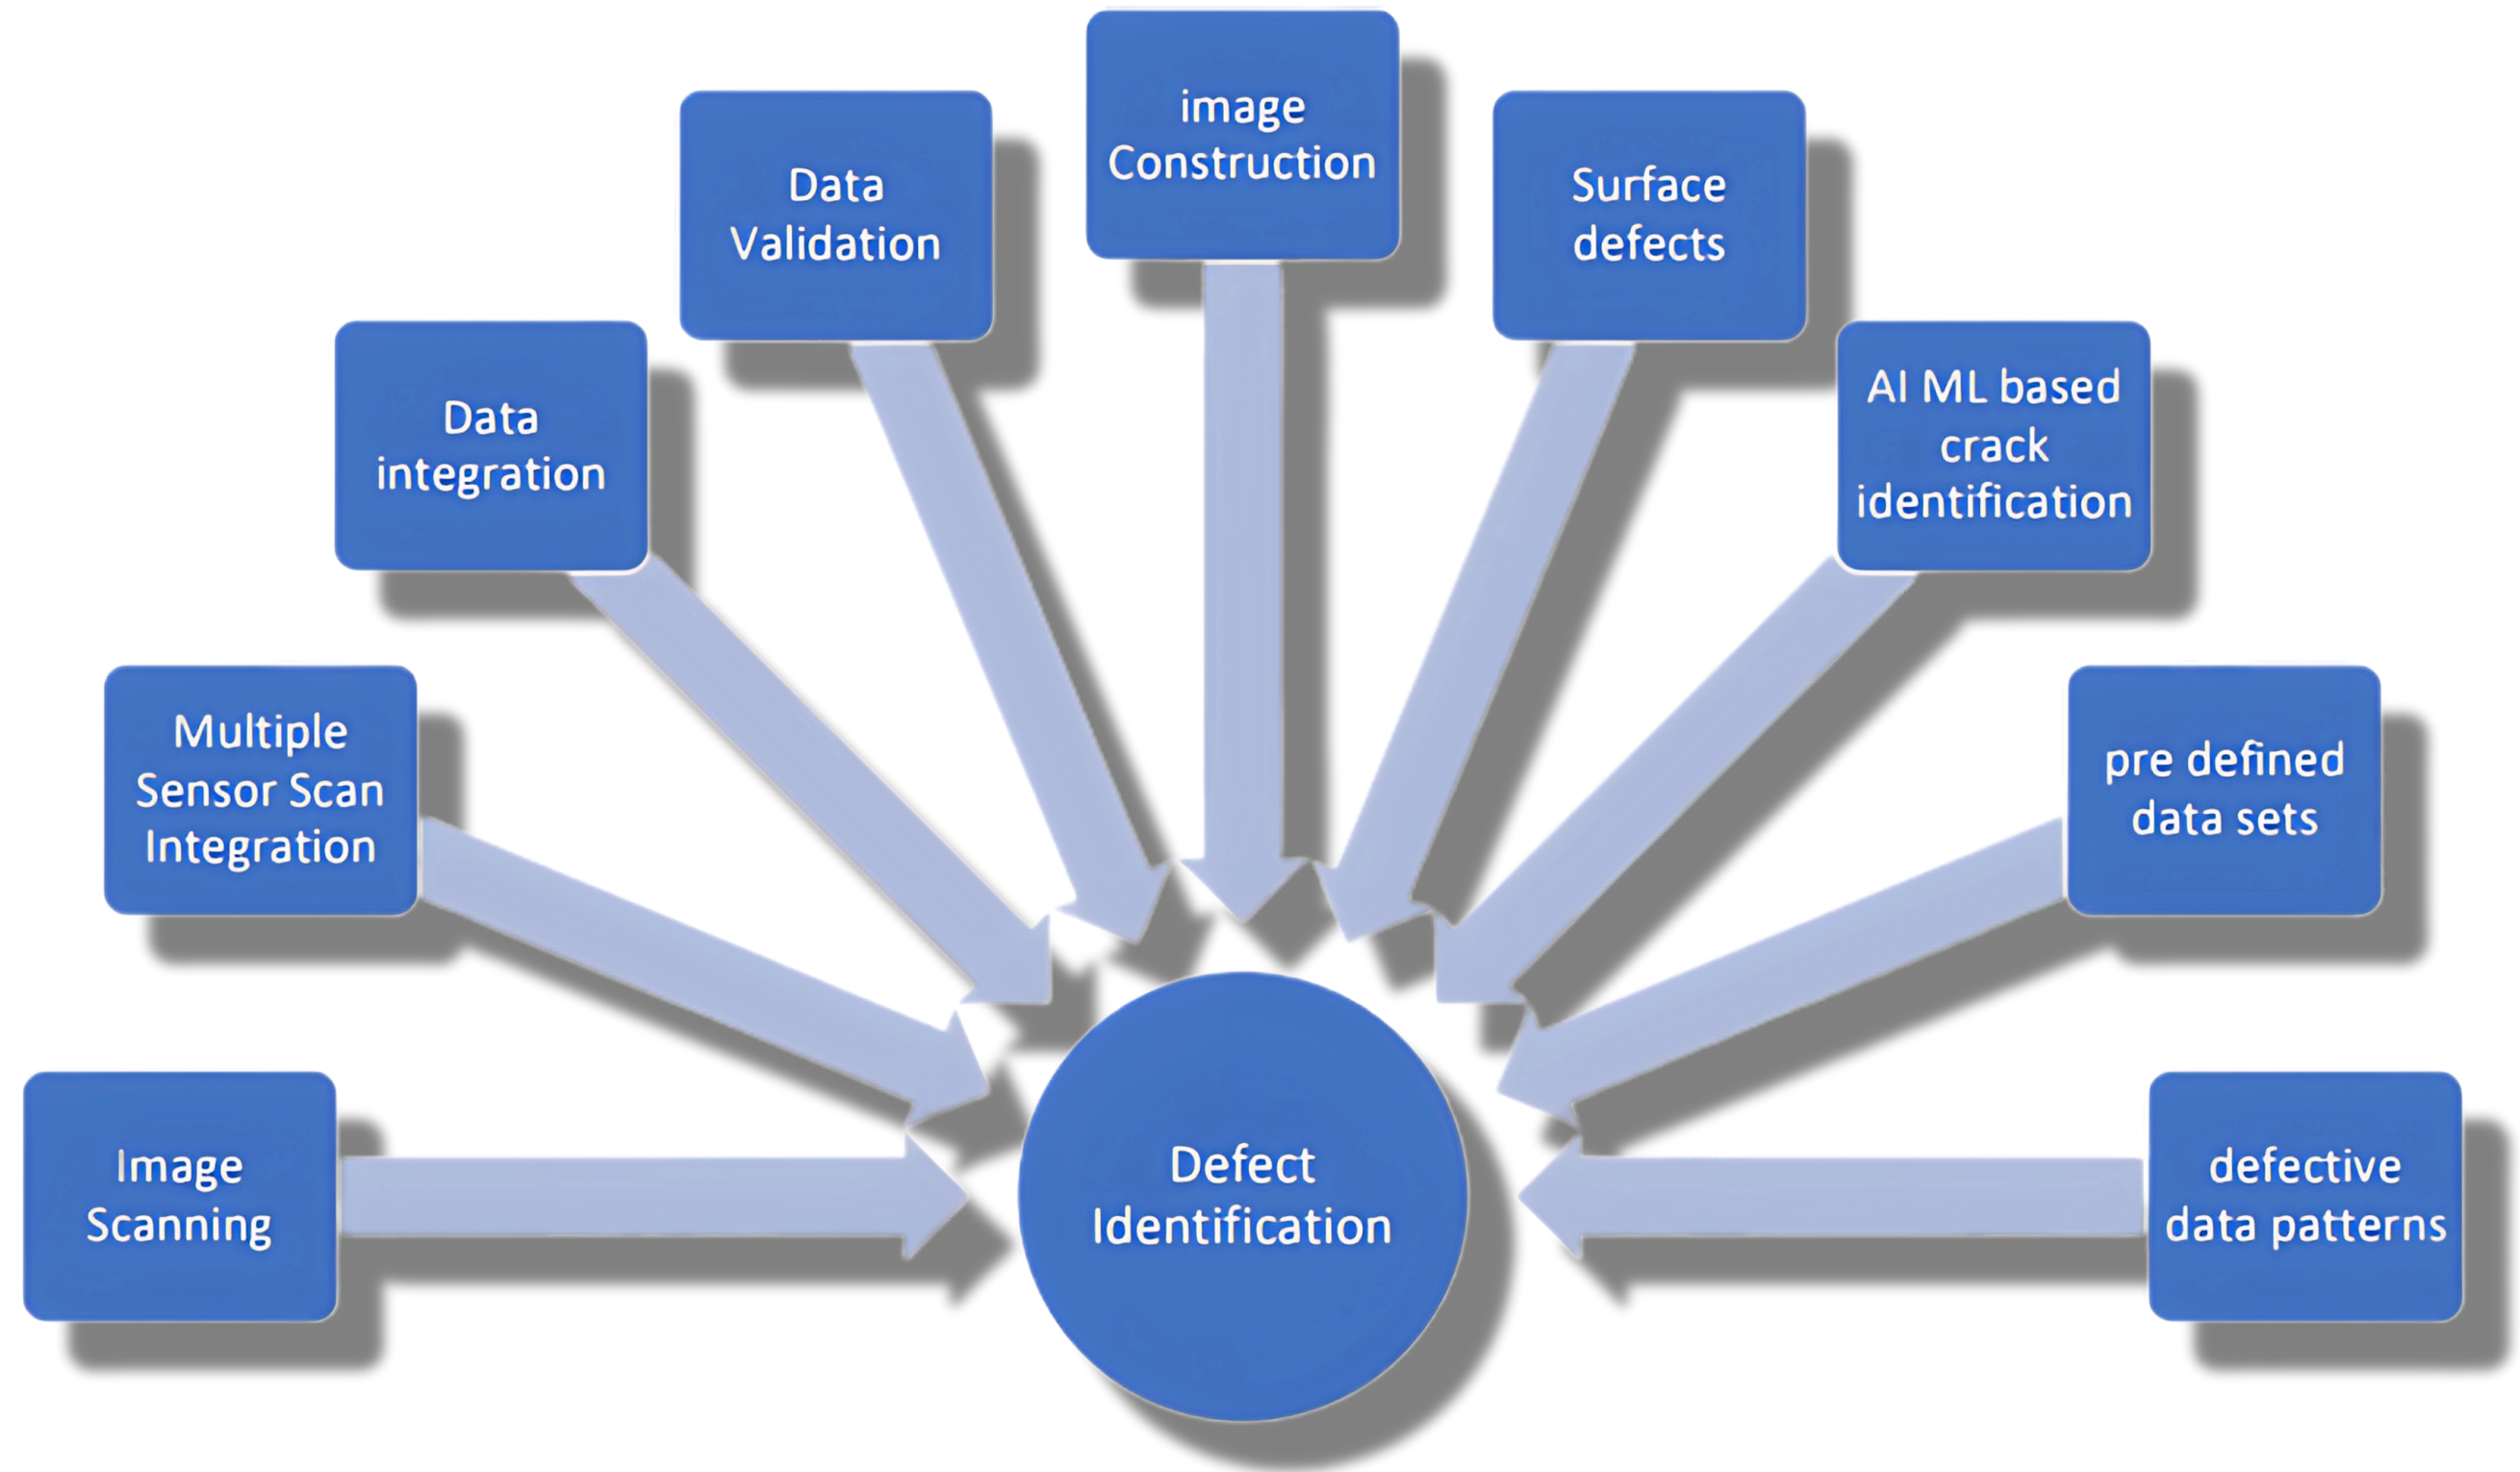 Image
Scanning
Multiple
Sensor Scan
Integration
Data
integration
Data
Validation
image
Construction
Surface
defects
AI ML based
crack
identification
pre defined
data sets
defective
data patterns
Defect
Identification